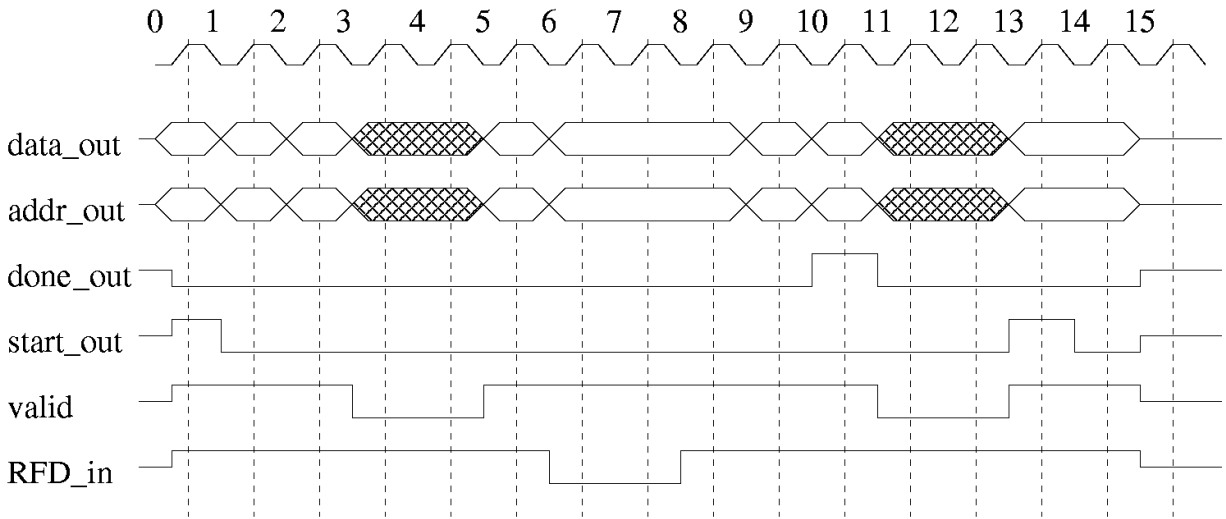 0 1 2 3 4 5 6 7 8 9 10 11 12 13 14 15
data_out
addr_out
done_out
start_out
valid
RFD_in